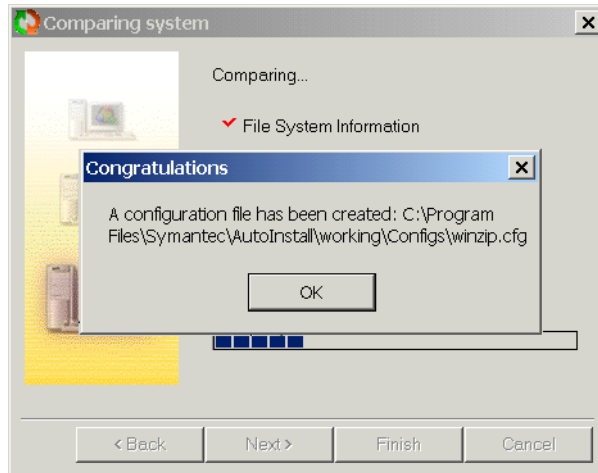 Comparing system
Comparing...
File System Information
Congratulations
A configuration file has been created: C:\Program
Files\Symantec\AutoInstall\working\Configs\winzip.cfg
OK
< Back
Next >
Finish
Cancel